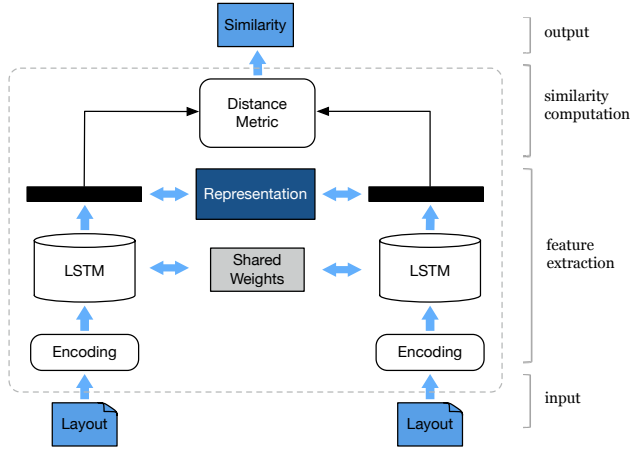 Similarity
output
Distance
Metric
similarity
computation
Representation
LSTM
Shared
Weights
LSTM
feature
extraction
Encoding
Encoding
input
Layout
Layout